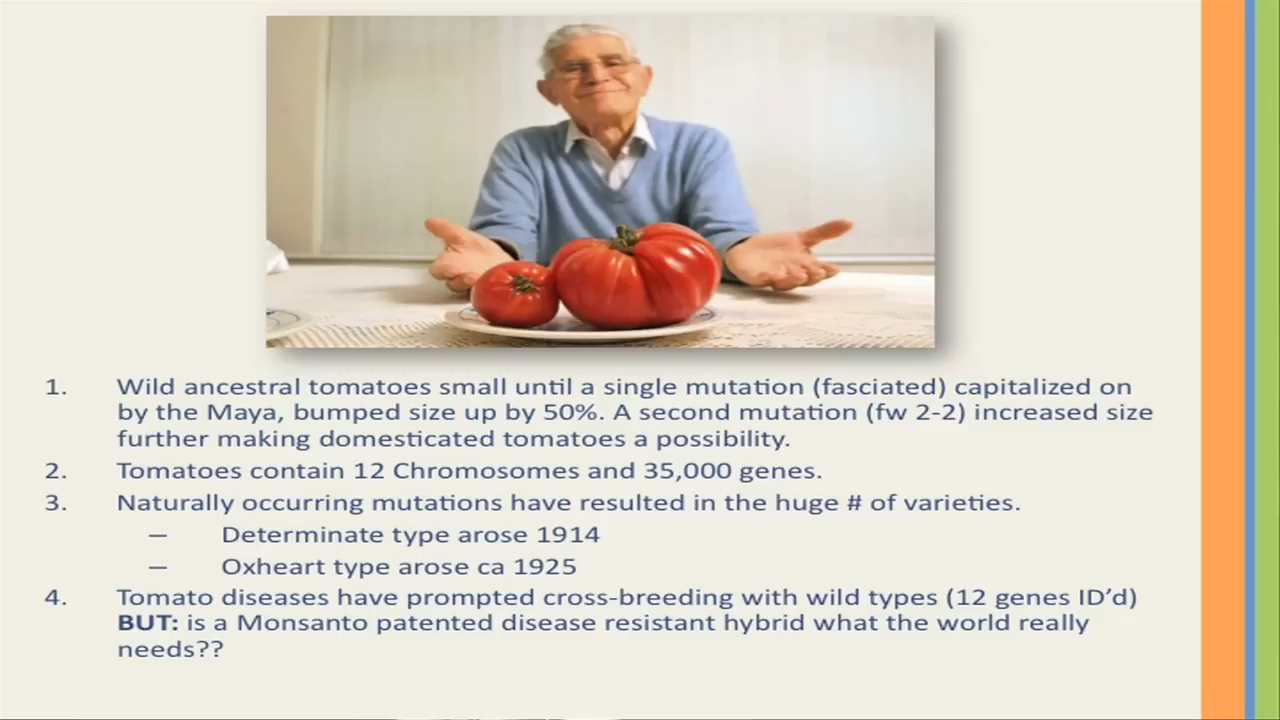 1. Wild ancestral tomatoes small until a single mutation (fasciated) capitalized on
by the Maya, bumped size up by 50%. A second mutation (fw 2-2) increased size
further making domesticated tomatoes a possibility.
2. Tomatoes contain 12 Chromosomes and 35,000 genes.
3. Naturally occurring mutations have resulted in the huge # of varieties.
— Determinate type arose 1914
— Oxheart type arose ca 1925
4. Tomato diseases have prompted cross-breeding with wild types (12 genes ID’d)
BUT: is a Monsanto patented disease resistant hybrid what the world really
needs??